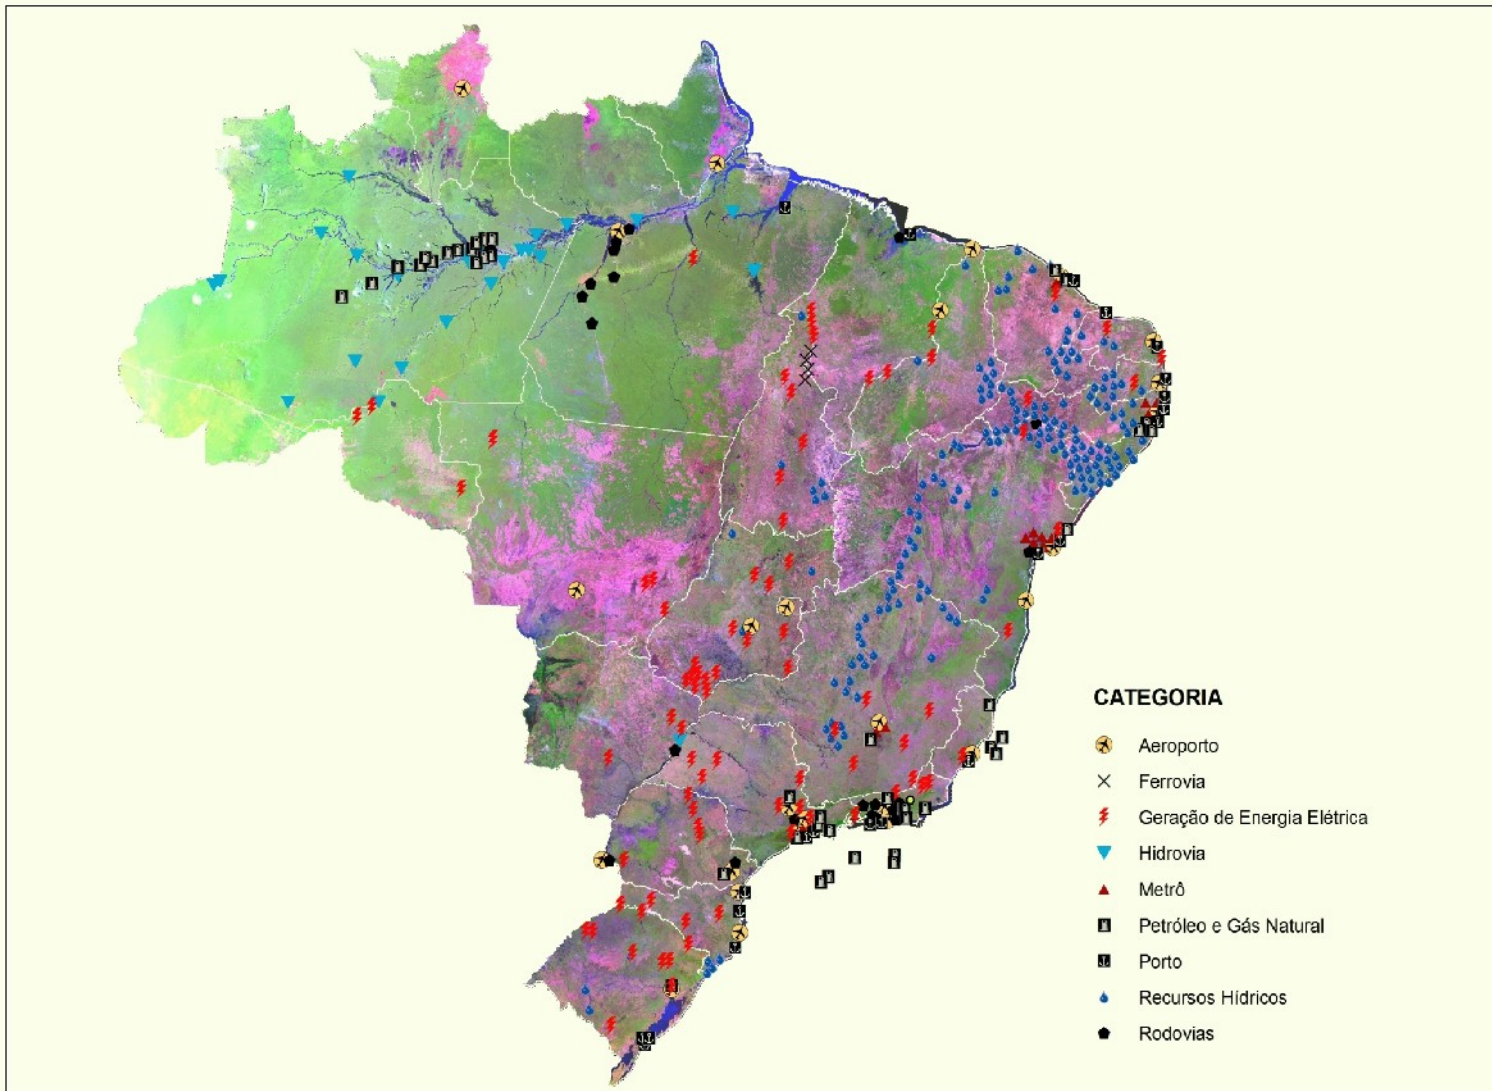 CATEGORIA
Aeroporto
Ferrovia
Geração de Energia Elétrica
Hidrovia
Metrô
Petróleo e Gás Natural
Porto
Recursos Hídricos
Rodovias